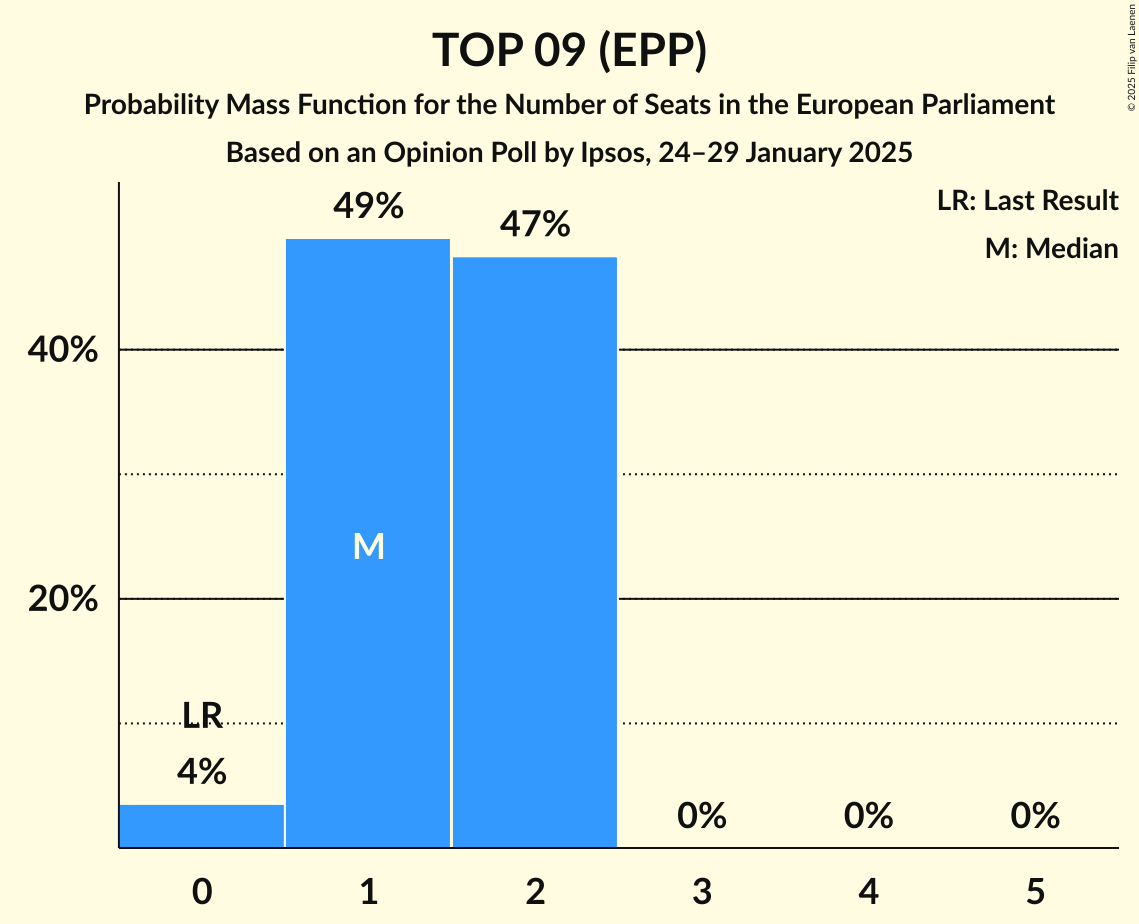 TOP 09 (EPP)
Probability Mass Function for the Number of Seats in the European Parliament
Based on an Opinion Poll by Ipsos, 24–29 January 2025
© 2025 Filip van Laenen
LR: Last Result
M: Median
49%
47%
40%
M
20%
LR
4%
0%
0%
0%
0
1
2
3
4
5